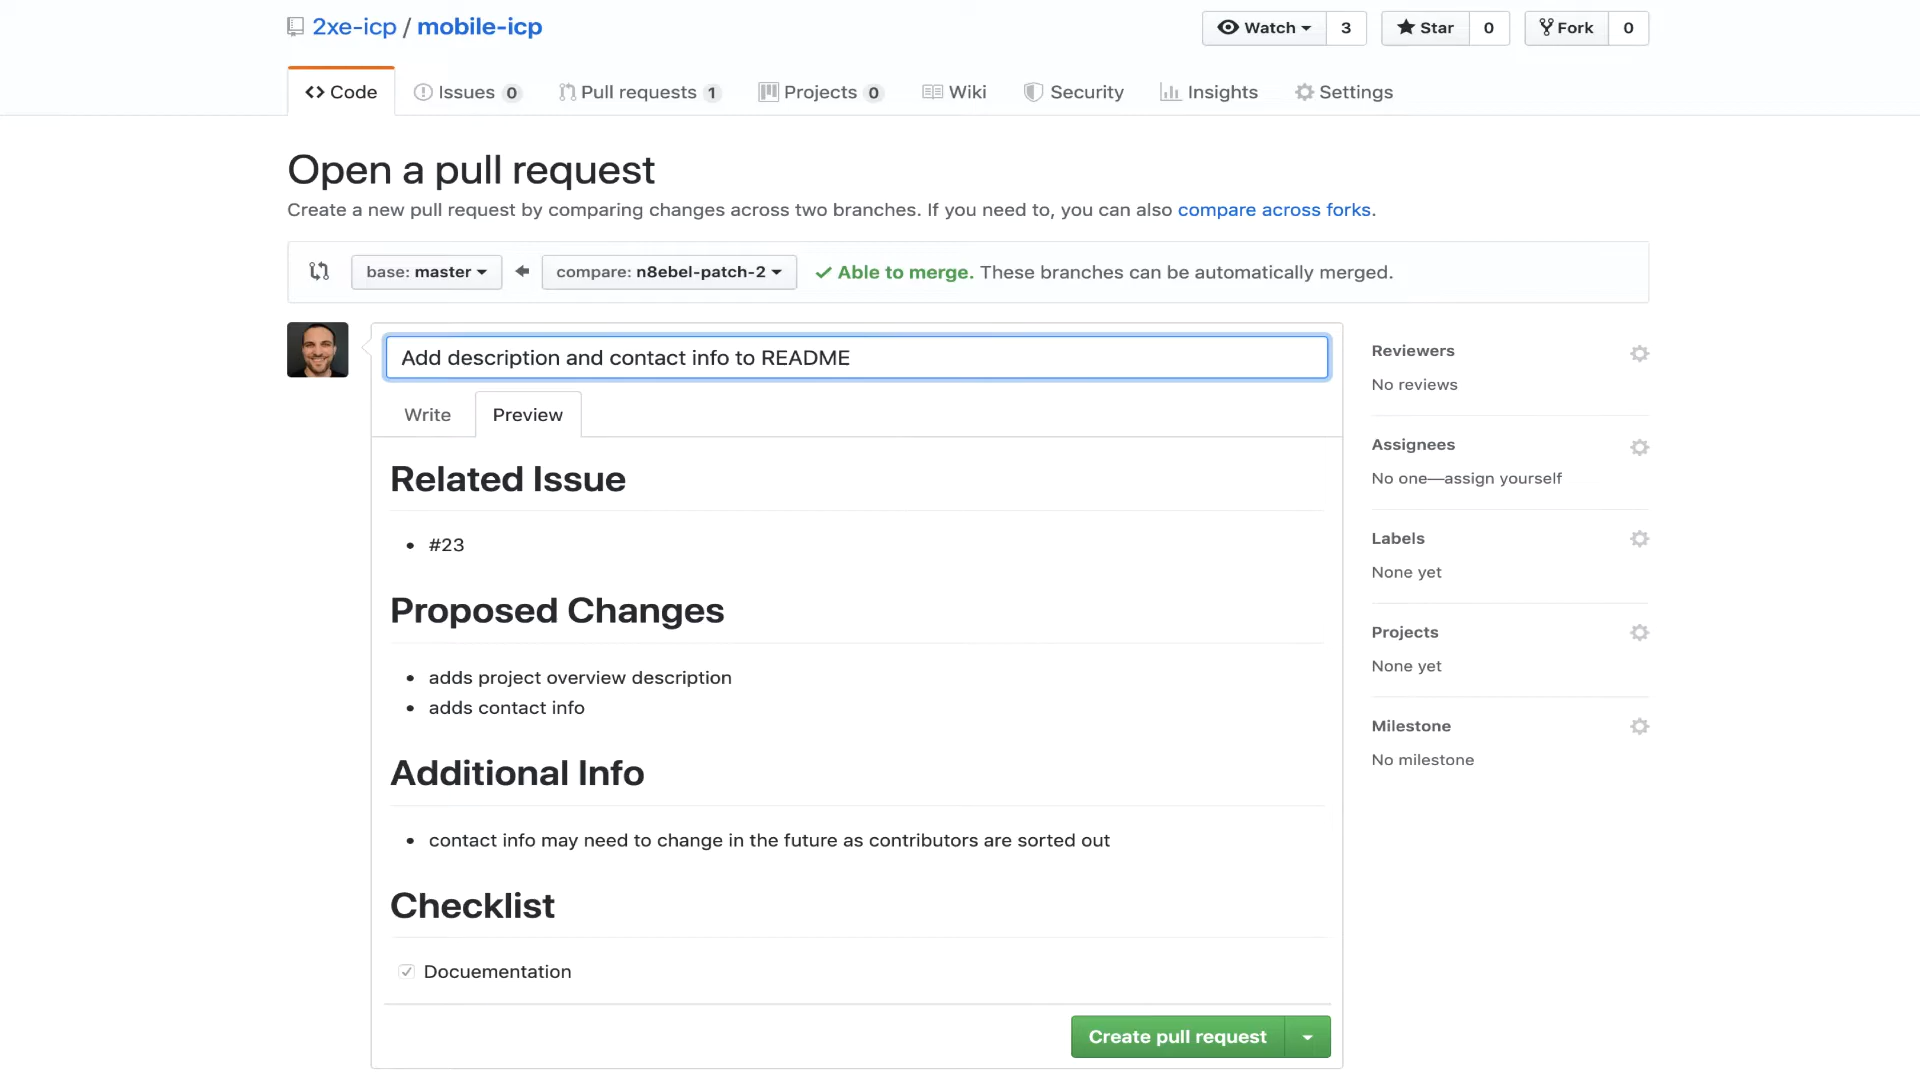 2xe-icp / mobile-icp
Watch 3 Star 0 Fork 0
Code Issues 0 Pull requests 1 Projects 0 Wiki Security Insights Settings
Open a pull request
Create a new pull request by comparing changes across two branches. If you need to, you can also compare across forks.
base: master compare: n8ebel-patch-2 Able to merge. These branches can be automatically merged.
Add description and contact info to README
Write Preview
Related Issue
#23
Proposed Changes
adds project overview description
adds contact info
Additional Info
contact info may need to change in the future as contributors are sorted out
Checklist
Docuementation
Create pull request
Reviewers
No reviews
Assignees
No one—assign yourself
Labels
None yet
Projects
None yet
Milestone
No milestone